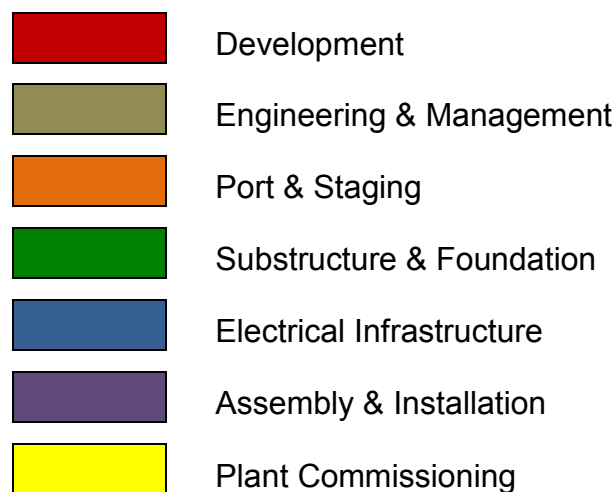 Development
Engineering & Management
Port & Staging
Substructure & Foundation
Electrical Infrastructure
Assembly & Installation
Plant Commissioning